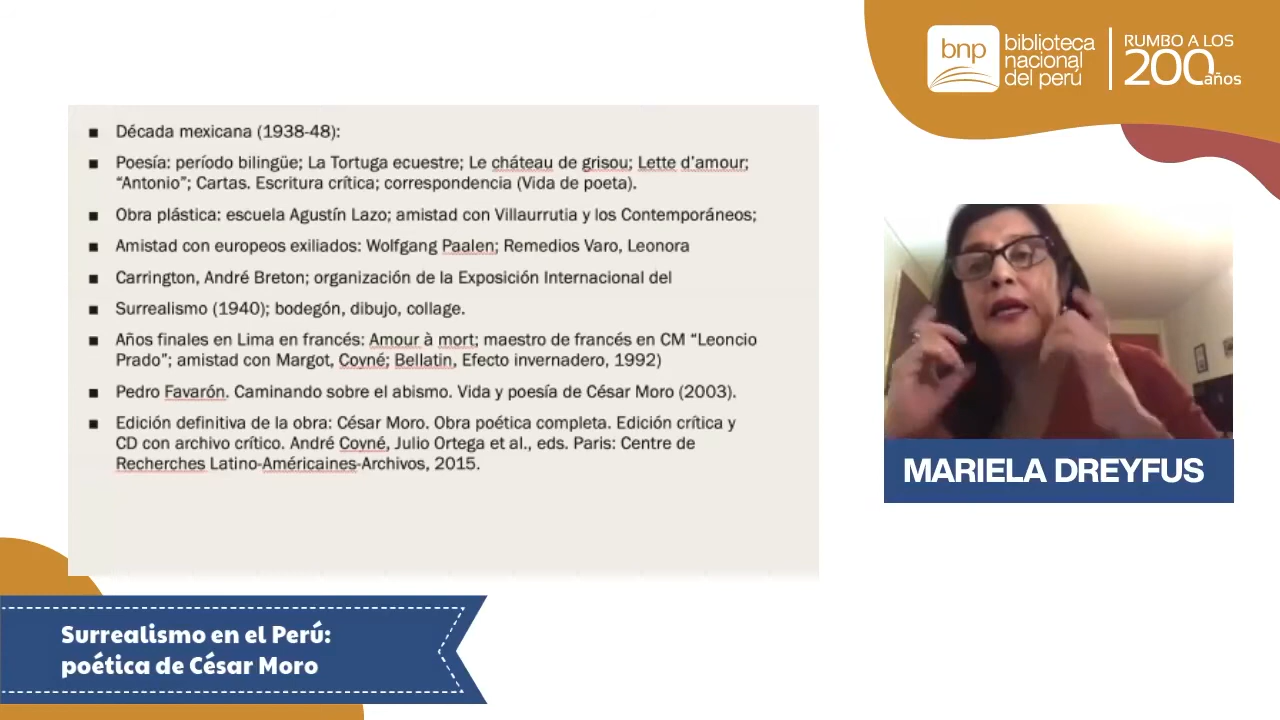 bnp
biblioteca
nacional
del perú
RUMBO A LOS
200 años
■ Década mexicana (1938-48):
■ Poesía: período bilingüe; La Tortuga ecuestre; Le cháteau de grisou; Lette d’amour;
“Antonio”; Cartas. Escritura crítica; correspondencia (Vida de poeta).
■ Obra plástica: escuela Agustín Lazo; amistad con Villaurrutia y los Contemporáneos;
■ Amistad con europeos exiliados: Wolfgang Paalen; Remedios Varo, Leonora
■ Carrington, André Breton; organización de la Exposición Internacional del
■ Surrealismo (1940); bodegón, dibujo, collage.
■ Años finales en Lima en francés: Amour à mort; maestro de francés en CM “Leoncio
Prado”; amistad con Margot, Coyné; Bellatin, Efecto invernadero, 1992)
■ Pedro Favarón. Caminando sobre el abismo. Vida y poesía de César Moro (2003).
■ Edición definitiva de la obra: César Moro. Obra poética completa. Edición crítica y
CD con archivo crítico. André Coyné, Julio Ortega et al., eds. Paris: Centre de
Recherches Latino-Américaines-Archivos, 2015.
MARIELA DREYFUS
Surrealismo en el Perú:
poética de César Moro